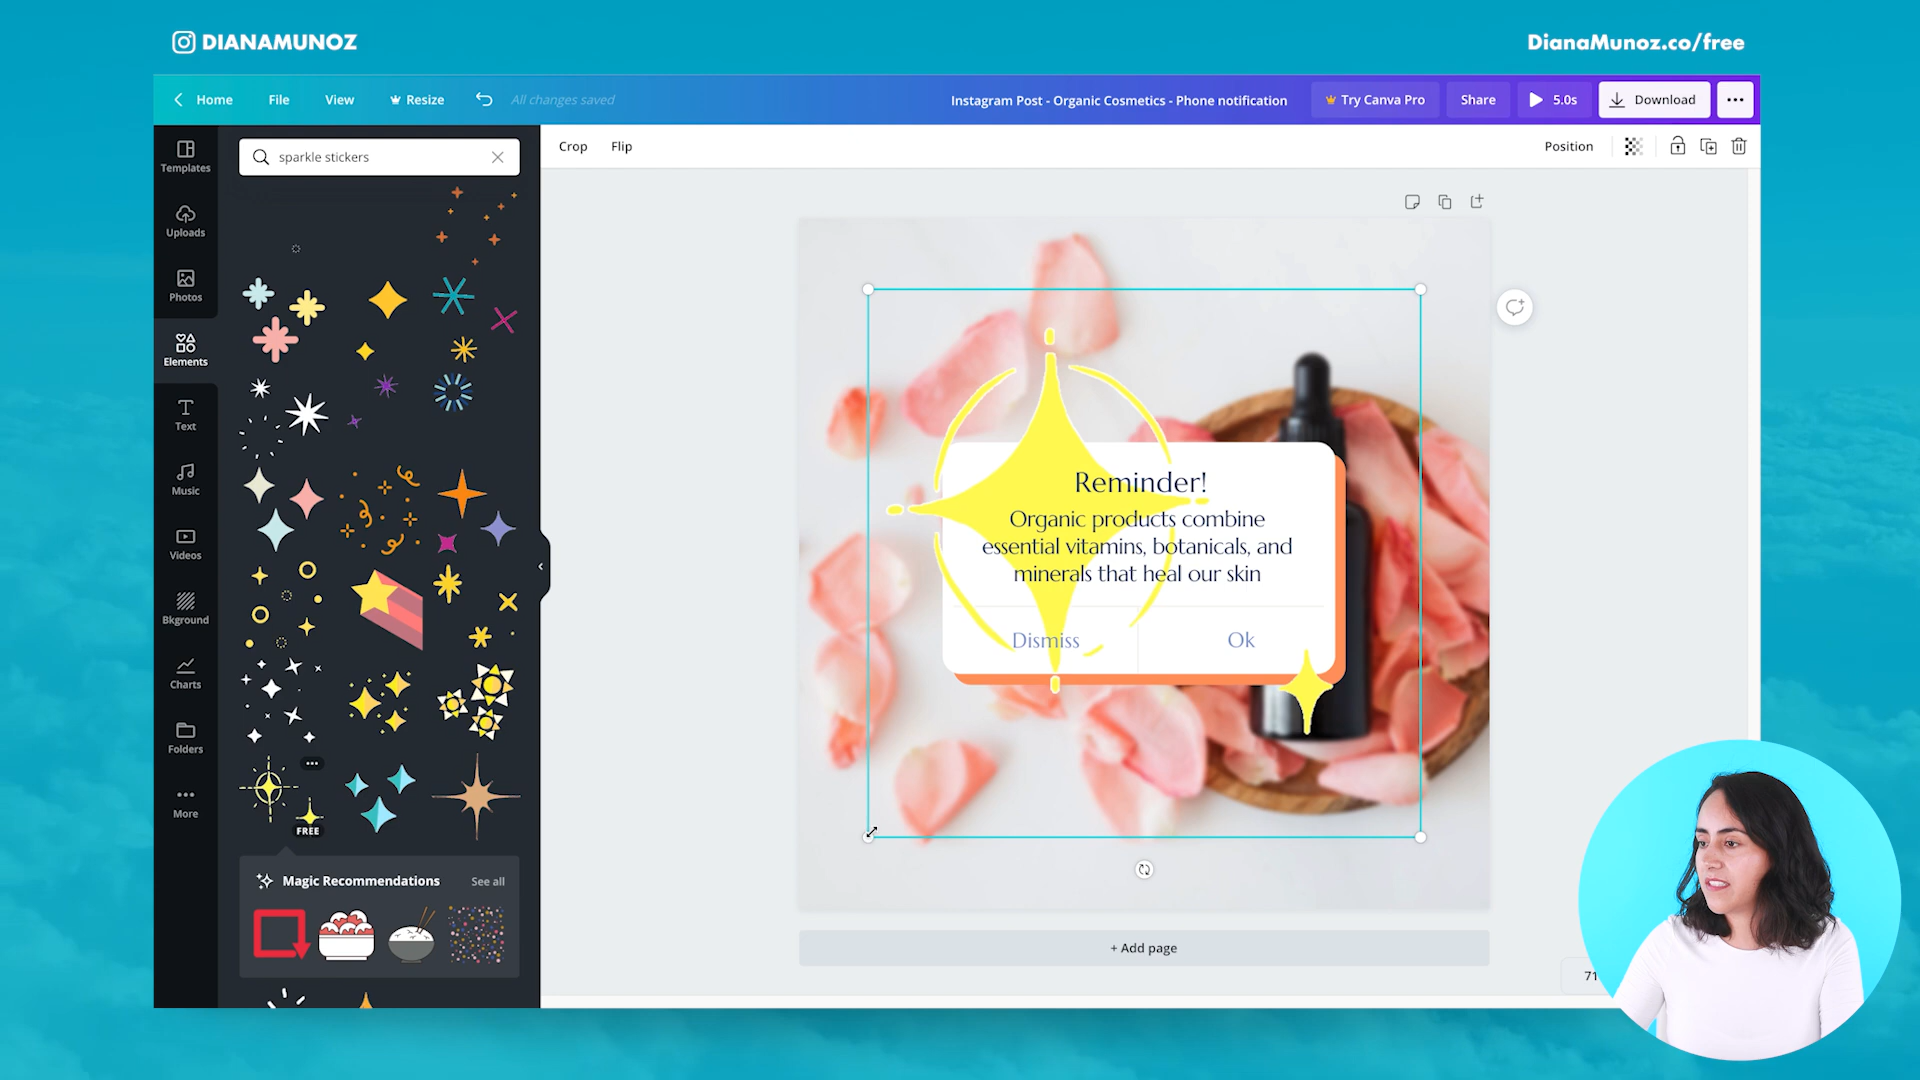 DIANAMUNOZ
DianaMunoz.co/free
Home
File
View
Resize
All changes saved
Instagram Post - Organic Cosmetics - Phone notification
Try Canva Pro
Share
5.0s
Download
Templates
Uploads
Photos
Elements
Text
Music
Videos
Bkground
Charts
Folders
More
sparkle stickers
FREE
Magic Recommendations
See all
Crop
Flip
Position
Reminder!
Organic products combine
essential vitamins, botanicals, and
minerals that heal our skin
Dismiss
Ok
+ Add page
71